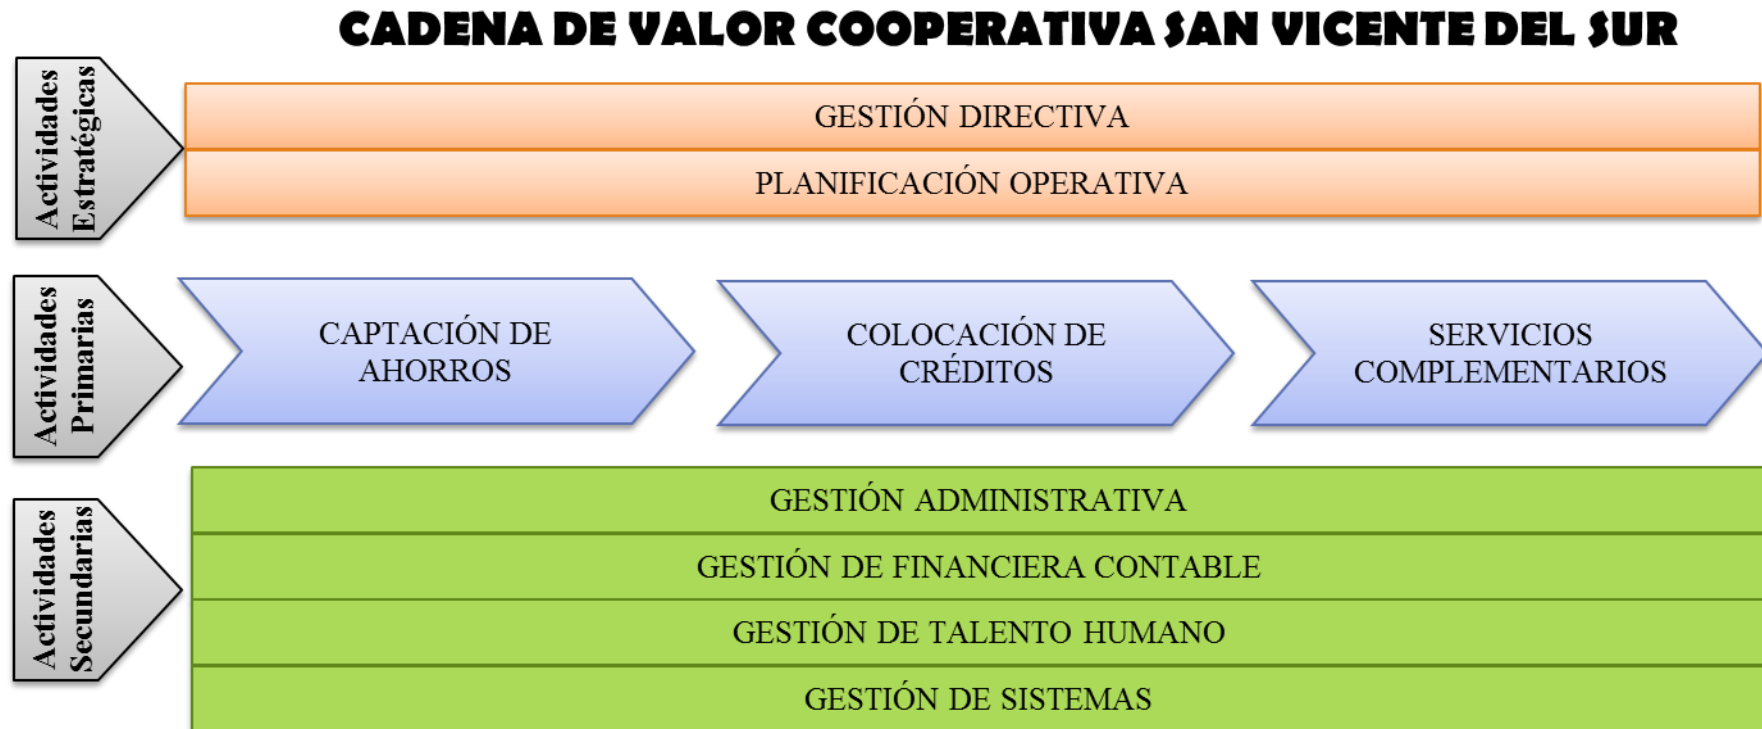 CADENA DE VALOR COOPERATIVA SAN VICENTE DEL SUR
Actividades
Estratégicas
GESTIÓN DIRECTIVA
PLANIFICACIÓN OPERATIVA
Actividades
Primarias
CAPTACIÓN DE
AHORROS
COLOCACIÓN DE
CRÉDITOS
SERVICIOS
COMPLEMENTARIOS
Actividades
Secundarias
GESTIÓN ADMINISTRATIVA
GESTIÓN DE FINANCIERA CONTABLE
GESTIÓN DE TALENTO HUMANO
GESTIÓN DE SISTEMAS